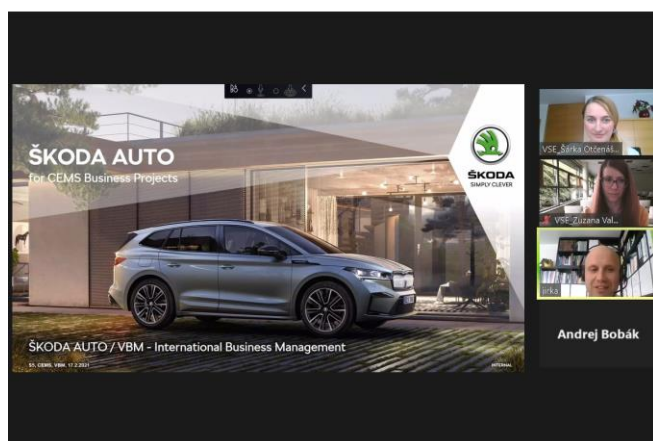 ŠKODA AUTO
for CEMS Business Projects
ŠKODA
SIMPLY CLEVER
ŠKODA AUTO / VBM - International Business Management
INTERNAL
VSE_Šárka Otčenáš...
VSE_Zuzana Val...
jirka
Andrej Bobák